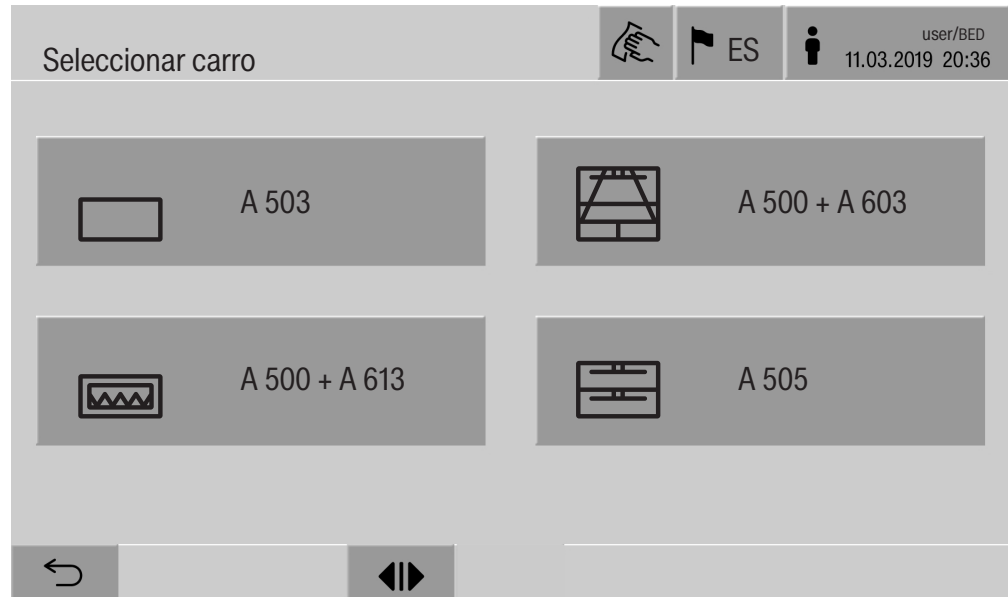 Seleccionar carro
ES
user/BED
11.03.2019 20:36
A 503
A 500 + A 603
A 500 + A 613
A 505